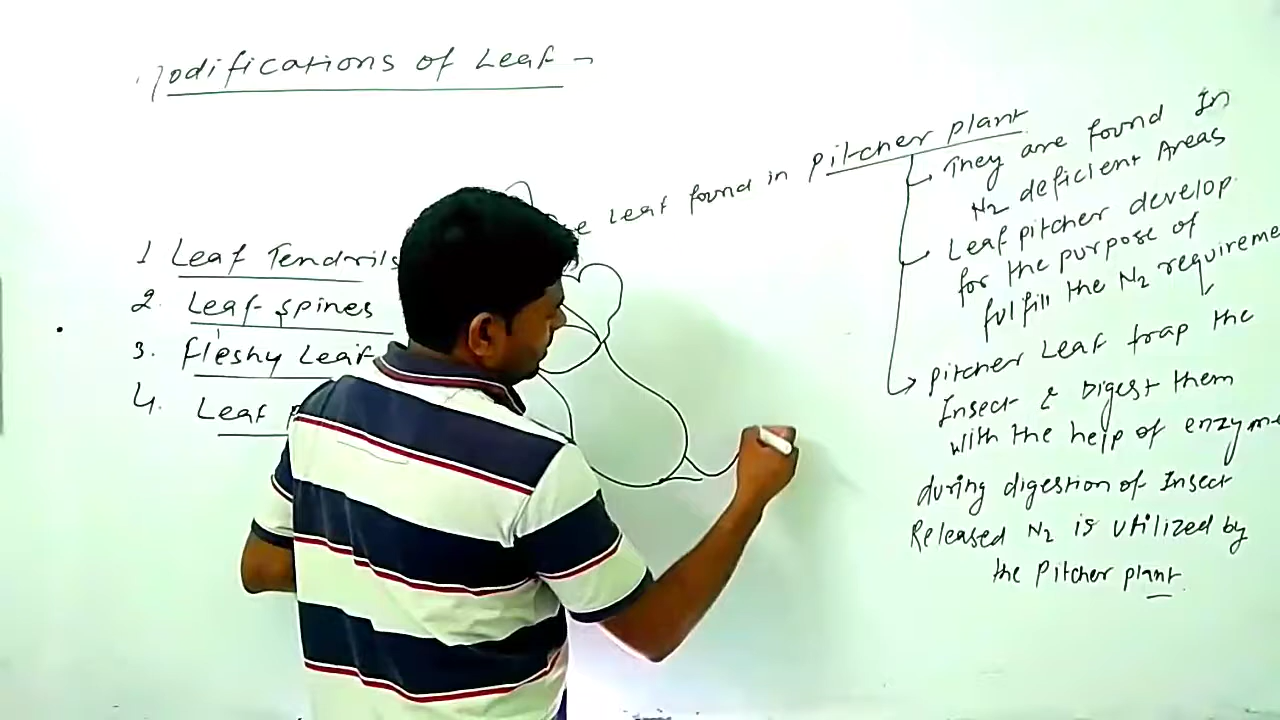 Modifications of Leaf -
1 Leaf Tendrils
2. Leaf spines
3. fleshy Leaf
4. Leaf
Leaf found in Pitcher plant
They are found In
N2 deficient Areas
Leaf pitcher develop
for the purpose of
fulfill the N2 requireme
pitcher Leaf trap the
Insect & Digest them
with the help of enzyme
during digestion of Insect
Released N2 is utilized by
the Pitcher plant.